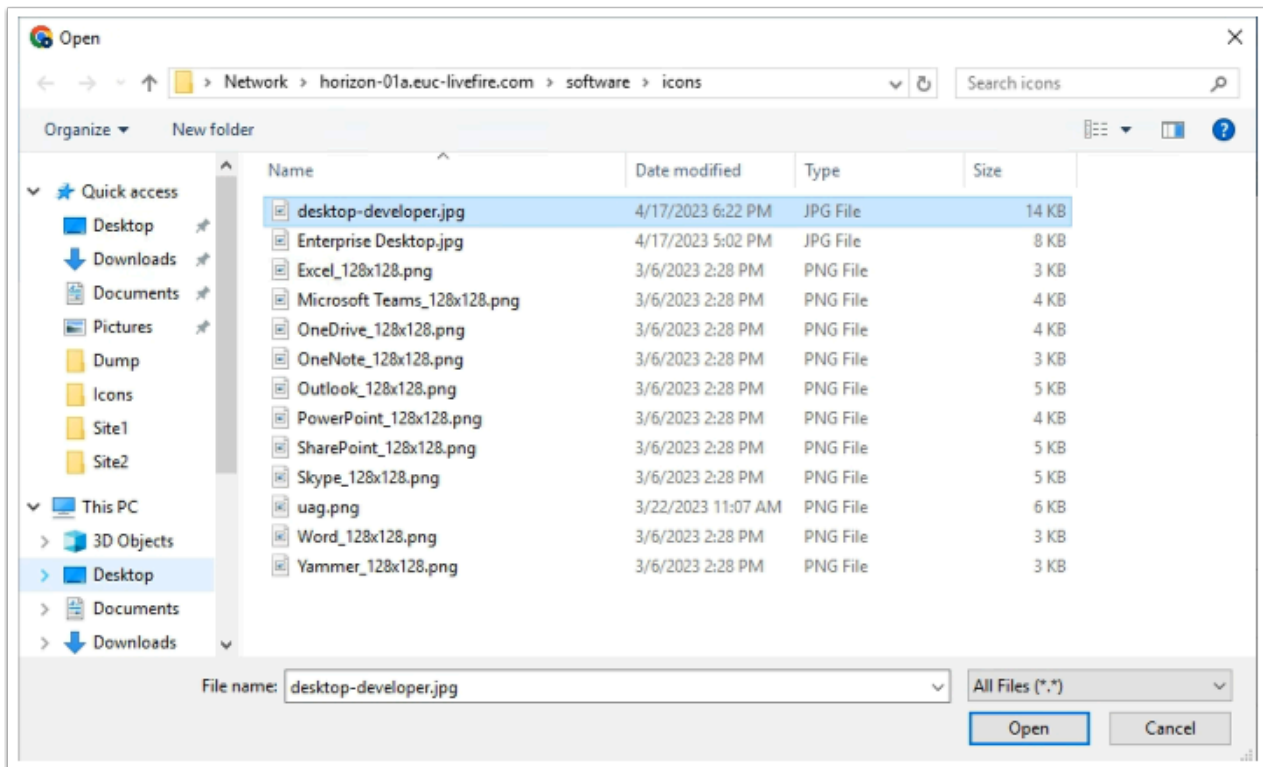 Open
Network > horizon-01a.euc-livefire.com > software > icons
Search icons
Organize
New folder
Name Date modified Type Size
Quick access
Desktop
Downloads
Documents
Pictures
Dump
Icons
Site1
Site2
This PC
3D Objects
Desktop
Documents
Downloads
desktop-developer.jpg 4/17/2023 6:22 PM JPG File 14 KB
Enterprise Desktop.jpg 4/17/2023 5:02 PM JPG File 8 KB
Excel_128x128.png 3/6/2023 2:28 PM PNG File 3 KB
Microsoft Teams_128x128.png 3/6/2023 2:28 PM PNG File 4 KB
OneDrive_128x128.png 3/6/2023 2:28 PM PNG File 4 KB
OneNote_128x128.png 3/6/2023 2:28 PM PNG File 3 KB
Outlook_128x128.png 3/6/2023 2:28 PM PNG File 5 KB
PowerPoint_128x128.png 3/6/2023 2:28 PM PNG File 4 KB
SharePoint_128x128.png 3/6/2023 2:28 PM PNG File 5 KB
Skype_128x128.png 3/6/2023 2:28 PM PNG File 5 KB
uag.png 3/22/2023 11:07 AM PNG File 6 KB
Word_128x128.png 3/6/2023 2:28 PM PNG File 3 KB
Yammer_128x128.png 3/6/2023 2:28 PM PNG File 3 KB
File name: desktop-developer.jpg
All Files (*.*)
Open
Cancel